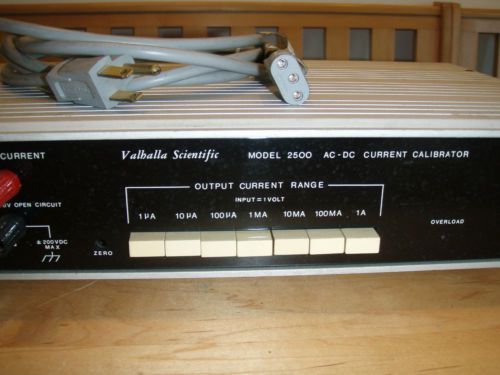 CURRENT
Valhalla Scientific MODEL 2500 AC-DC CURRENT CALIBRATOR
OUTPUT CURRENT RANGE
INPUT = 1 VOLT
1µA 10µA 100µA 1MA 10MA 100MA 1A
OPEN CIRCUIT
± 200VDC
MAX
ZERO
OVERLOAD